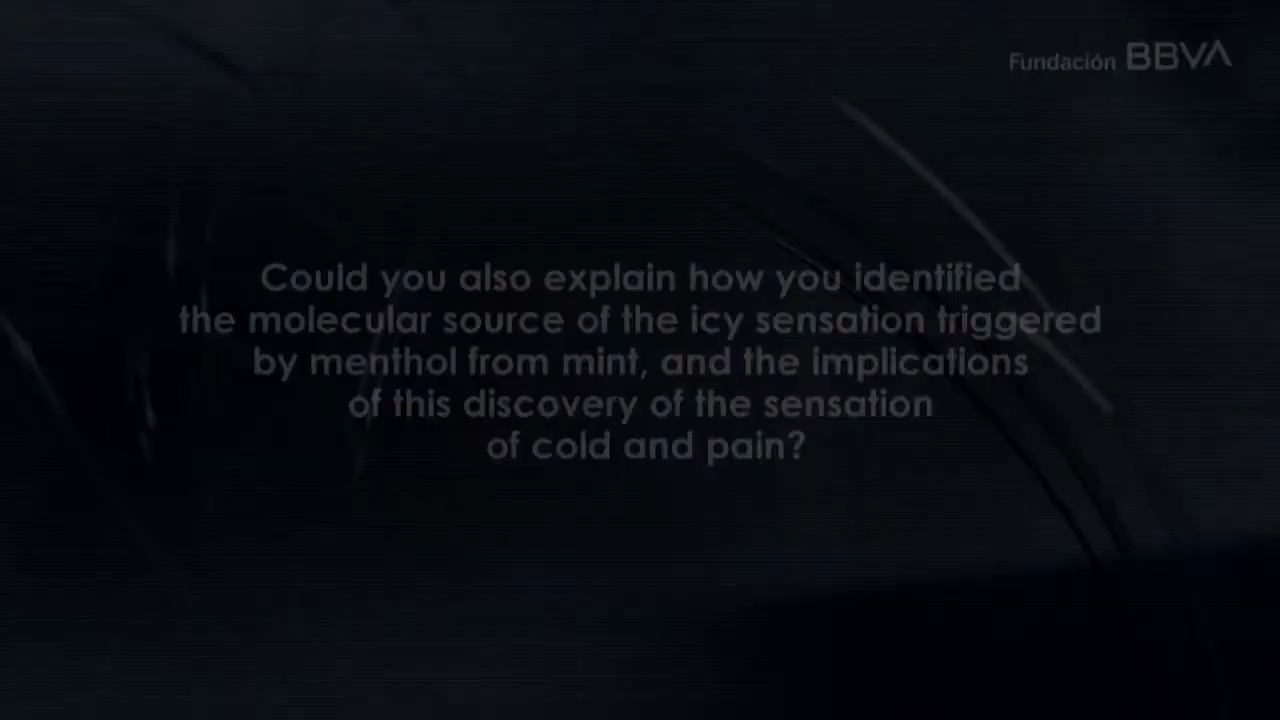 Fundación BBVA
Could you also explain how you identified
the molecular source of the icy sensation triggered
by menthol from mint, and the implications
of this discovery of the sensation
of cold and pain?